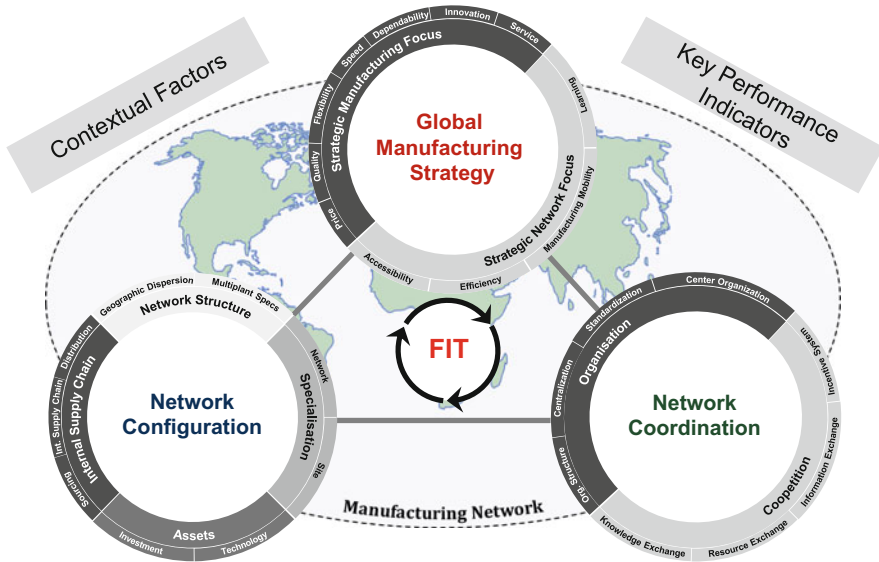 Contextual Factors
Key Performance
Indicators
Price
Quality
Flexibility
Speed
Dependability
Innovation
Service
Strategic Manufacturing Focus
Learning
Manufacturing Mobility
Efficiency
Accessibility
Strategic Network Focus
Global
Manufacturing
Strategy
FIT
Geographic Dispersion
Multiplant Specs
Network Structure
Network
Site
Specialisation
Distribution
Int. Supply Chain
Sourcing
Internal Supply Chain
Assets
Investment
Technology
Network
Configuration
Org. Structure
Centralization
Standardization
Center Organization
Organisation
Incentive System
Information Exchange
Resource Exchange
Knowledge Exchange
Coopetition
Network
Coordination
Manufacturing Network